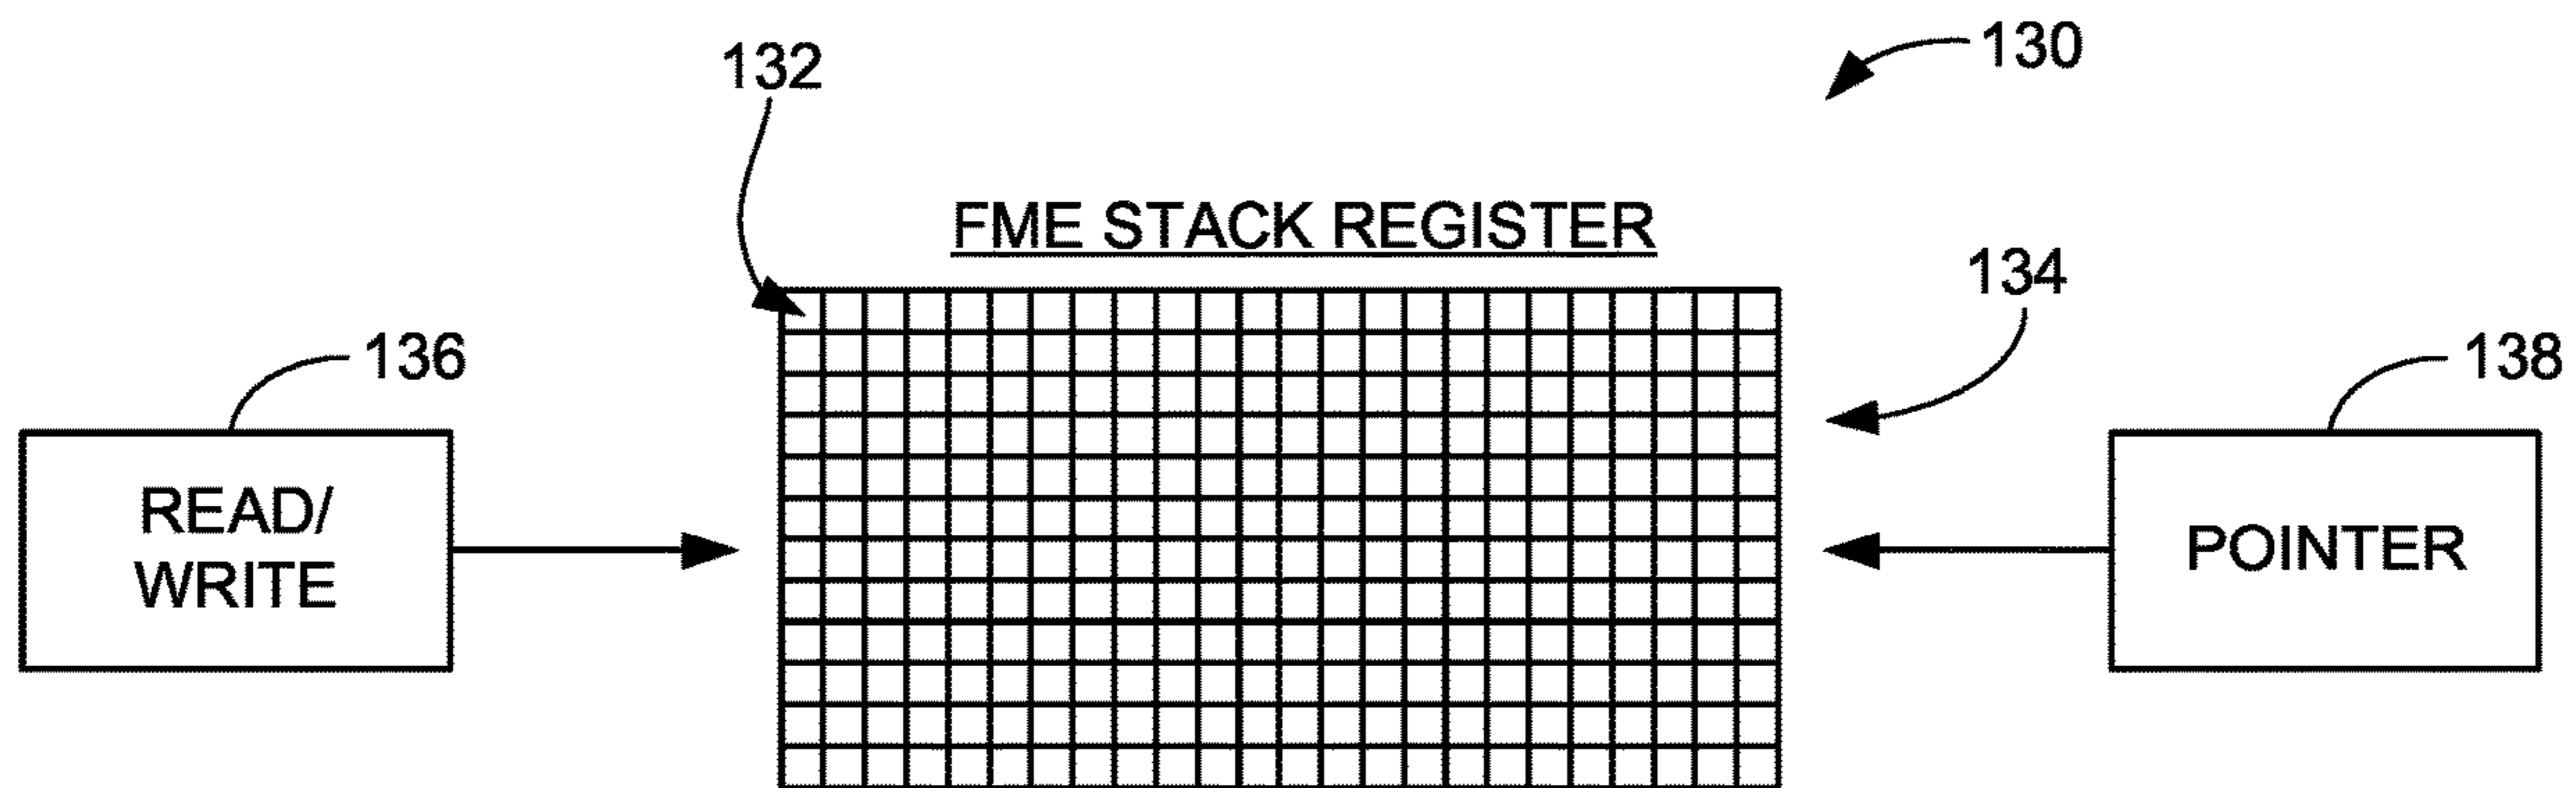 130
132
FME STACK REGISTER
134
136
138
READ/
WRITE
POINTER